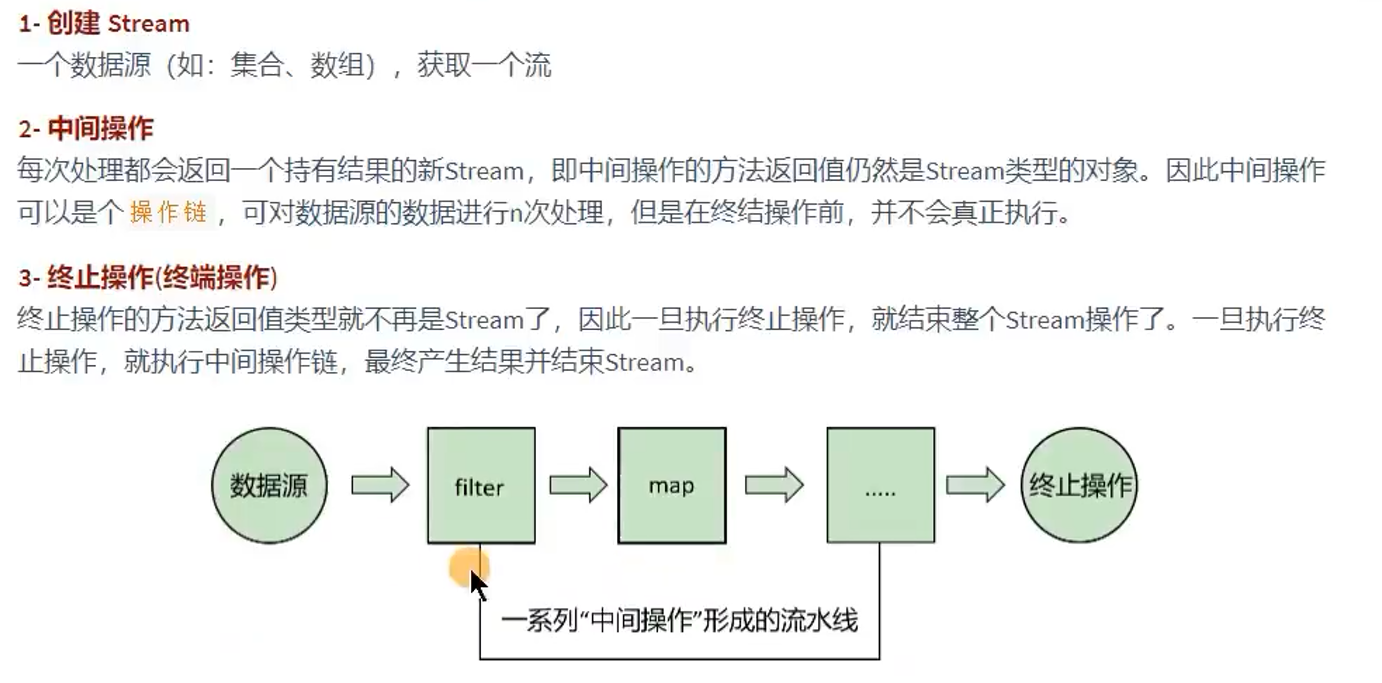 1- 创建 Stream
一个数据源（如：集合、数组），获取一个流
2- 中间操作
每次处理都会返回一个持有结果的新Stream，即中间操作的方法返回值仍然是Stream类型的对象。因此中间操作
可以是个 操作链 ，可对数据源的数据进行n次处理，但是在终结操作前，并不会真正执行。
3- 终止操作(终端操作)
终止操作的方法返回值类型就不再是Stream了，因此一旦执行终止操作，就结束整个Stream操作了。一旦执行终
止操作，就执行中间操作链，最终产生结果并结束Stream。
数据源
filter
map
.....
终止操作
一系列“中间操作”形成的流水线